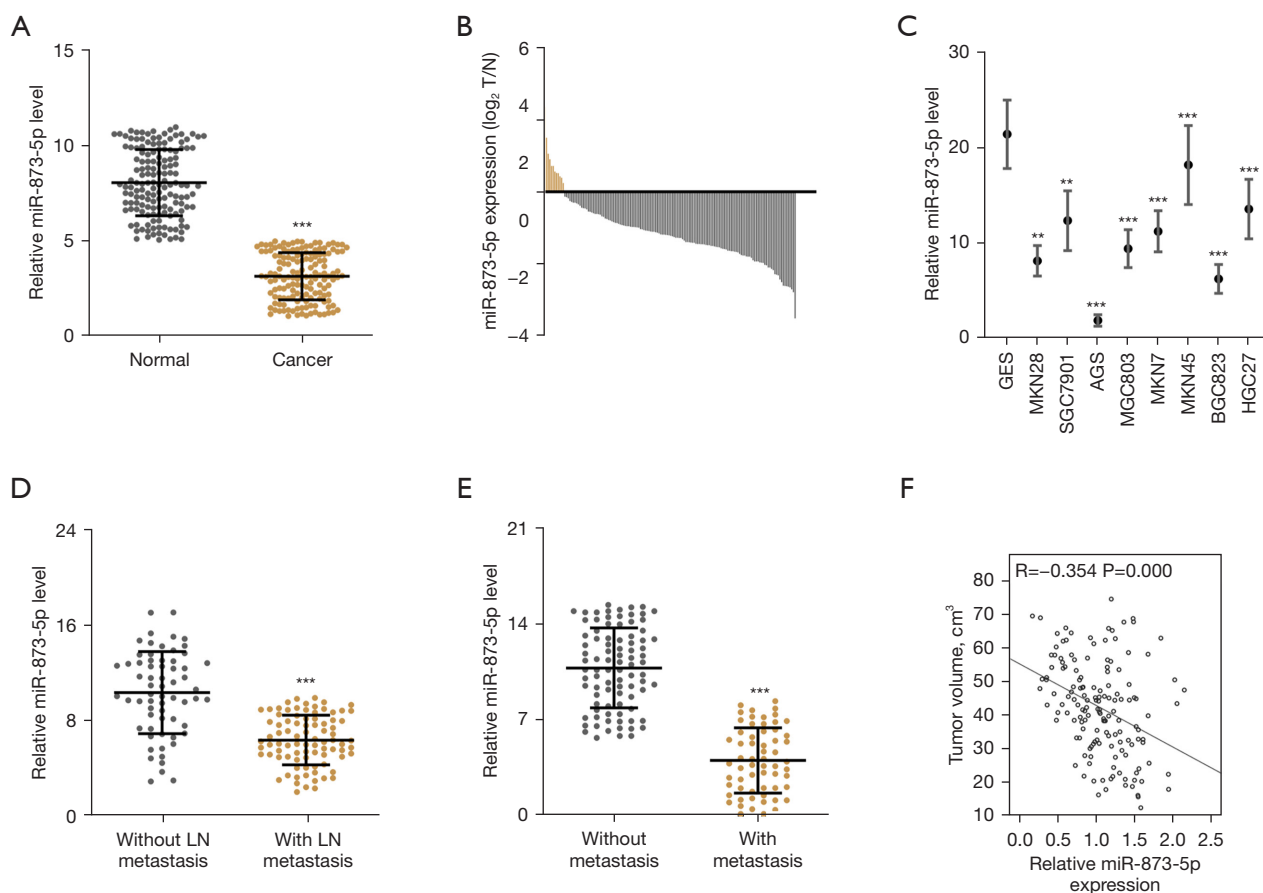 A
Relative miR-873-5p level
15
10
5
0
***
Normal
Cancer
B
miR-873-5p expression (log2 T/N)
6
4
2
0
−2
−4
C
Relative miR-873-5p level
30
20
10
0
**
**
***
***
***
***
***
***
GES
MKN28
SGC7901
AGS
MGC803
MKN7
MKN45
BGC823
HGC27
D
Relative miR-873-5p level
24
16
8
0
***
Without LN
metastasis
With LN
metastasis
E
Relative miR-873-5p level
21
14
7
0
***
Without
metastasis
With
metastasis
F
R=−0.354 P=0.000
Tumor volume, cm3
80
70
60
50
40
30
20
10
0.0 0.5 1.0 1.5 2.0 2.5
Relative miR-873-5p
expression